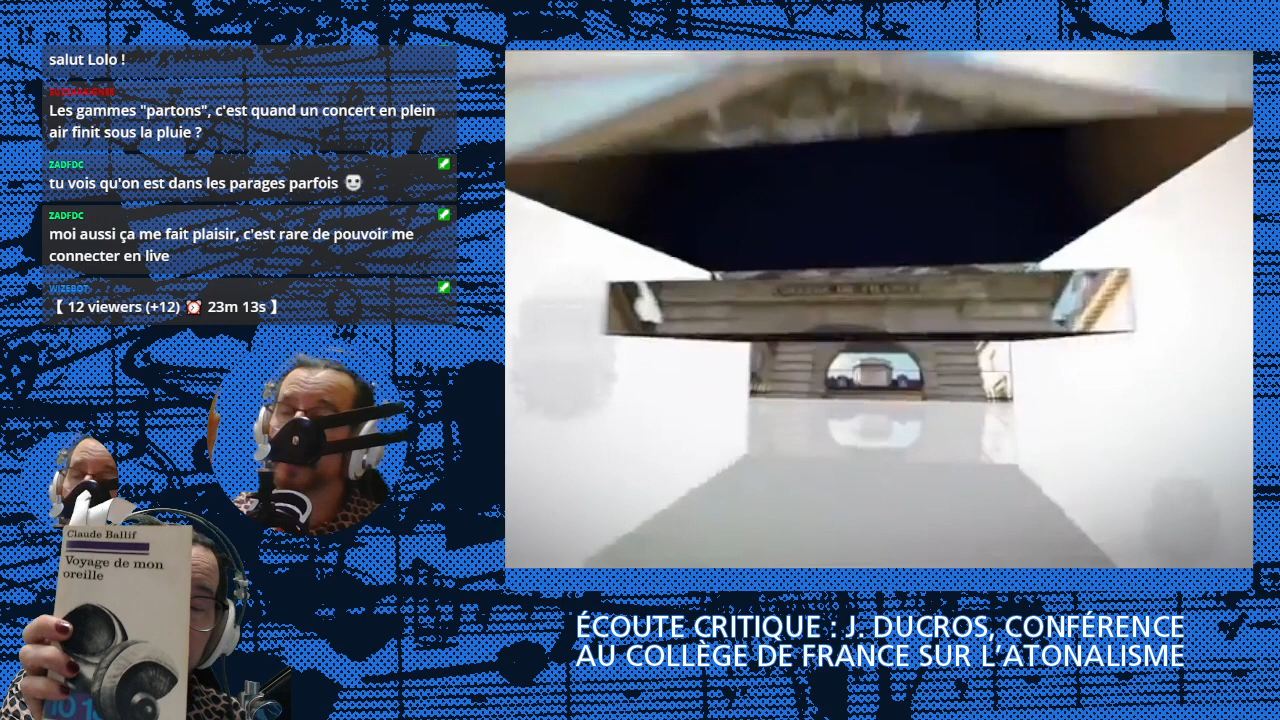 salut Lolo !
Les gammes "partons", c'est quand un concert en plein
air finit sous la pluie ?
ZADFDC
tu vois qu'on est dans les parages parfois
ZADFDC
moi aussi ça me fait plaisir, c'est rare de pouvoir me
connecter en live
WIZEBOT
【 12 viewers (+12) ⏰ 23m 13s 】
Claude Ballif
Voyage de mon
oreille
ÉCOUTE CRITIQUE : J. DUCROS, CONFÉRENCE
AU COLLÈGE DE FRANCE SUR L'ATONALISME